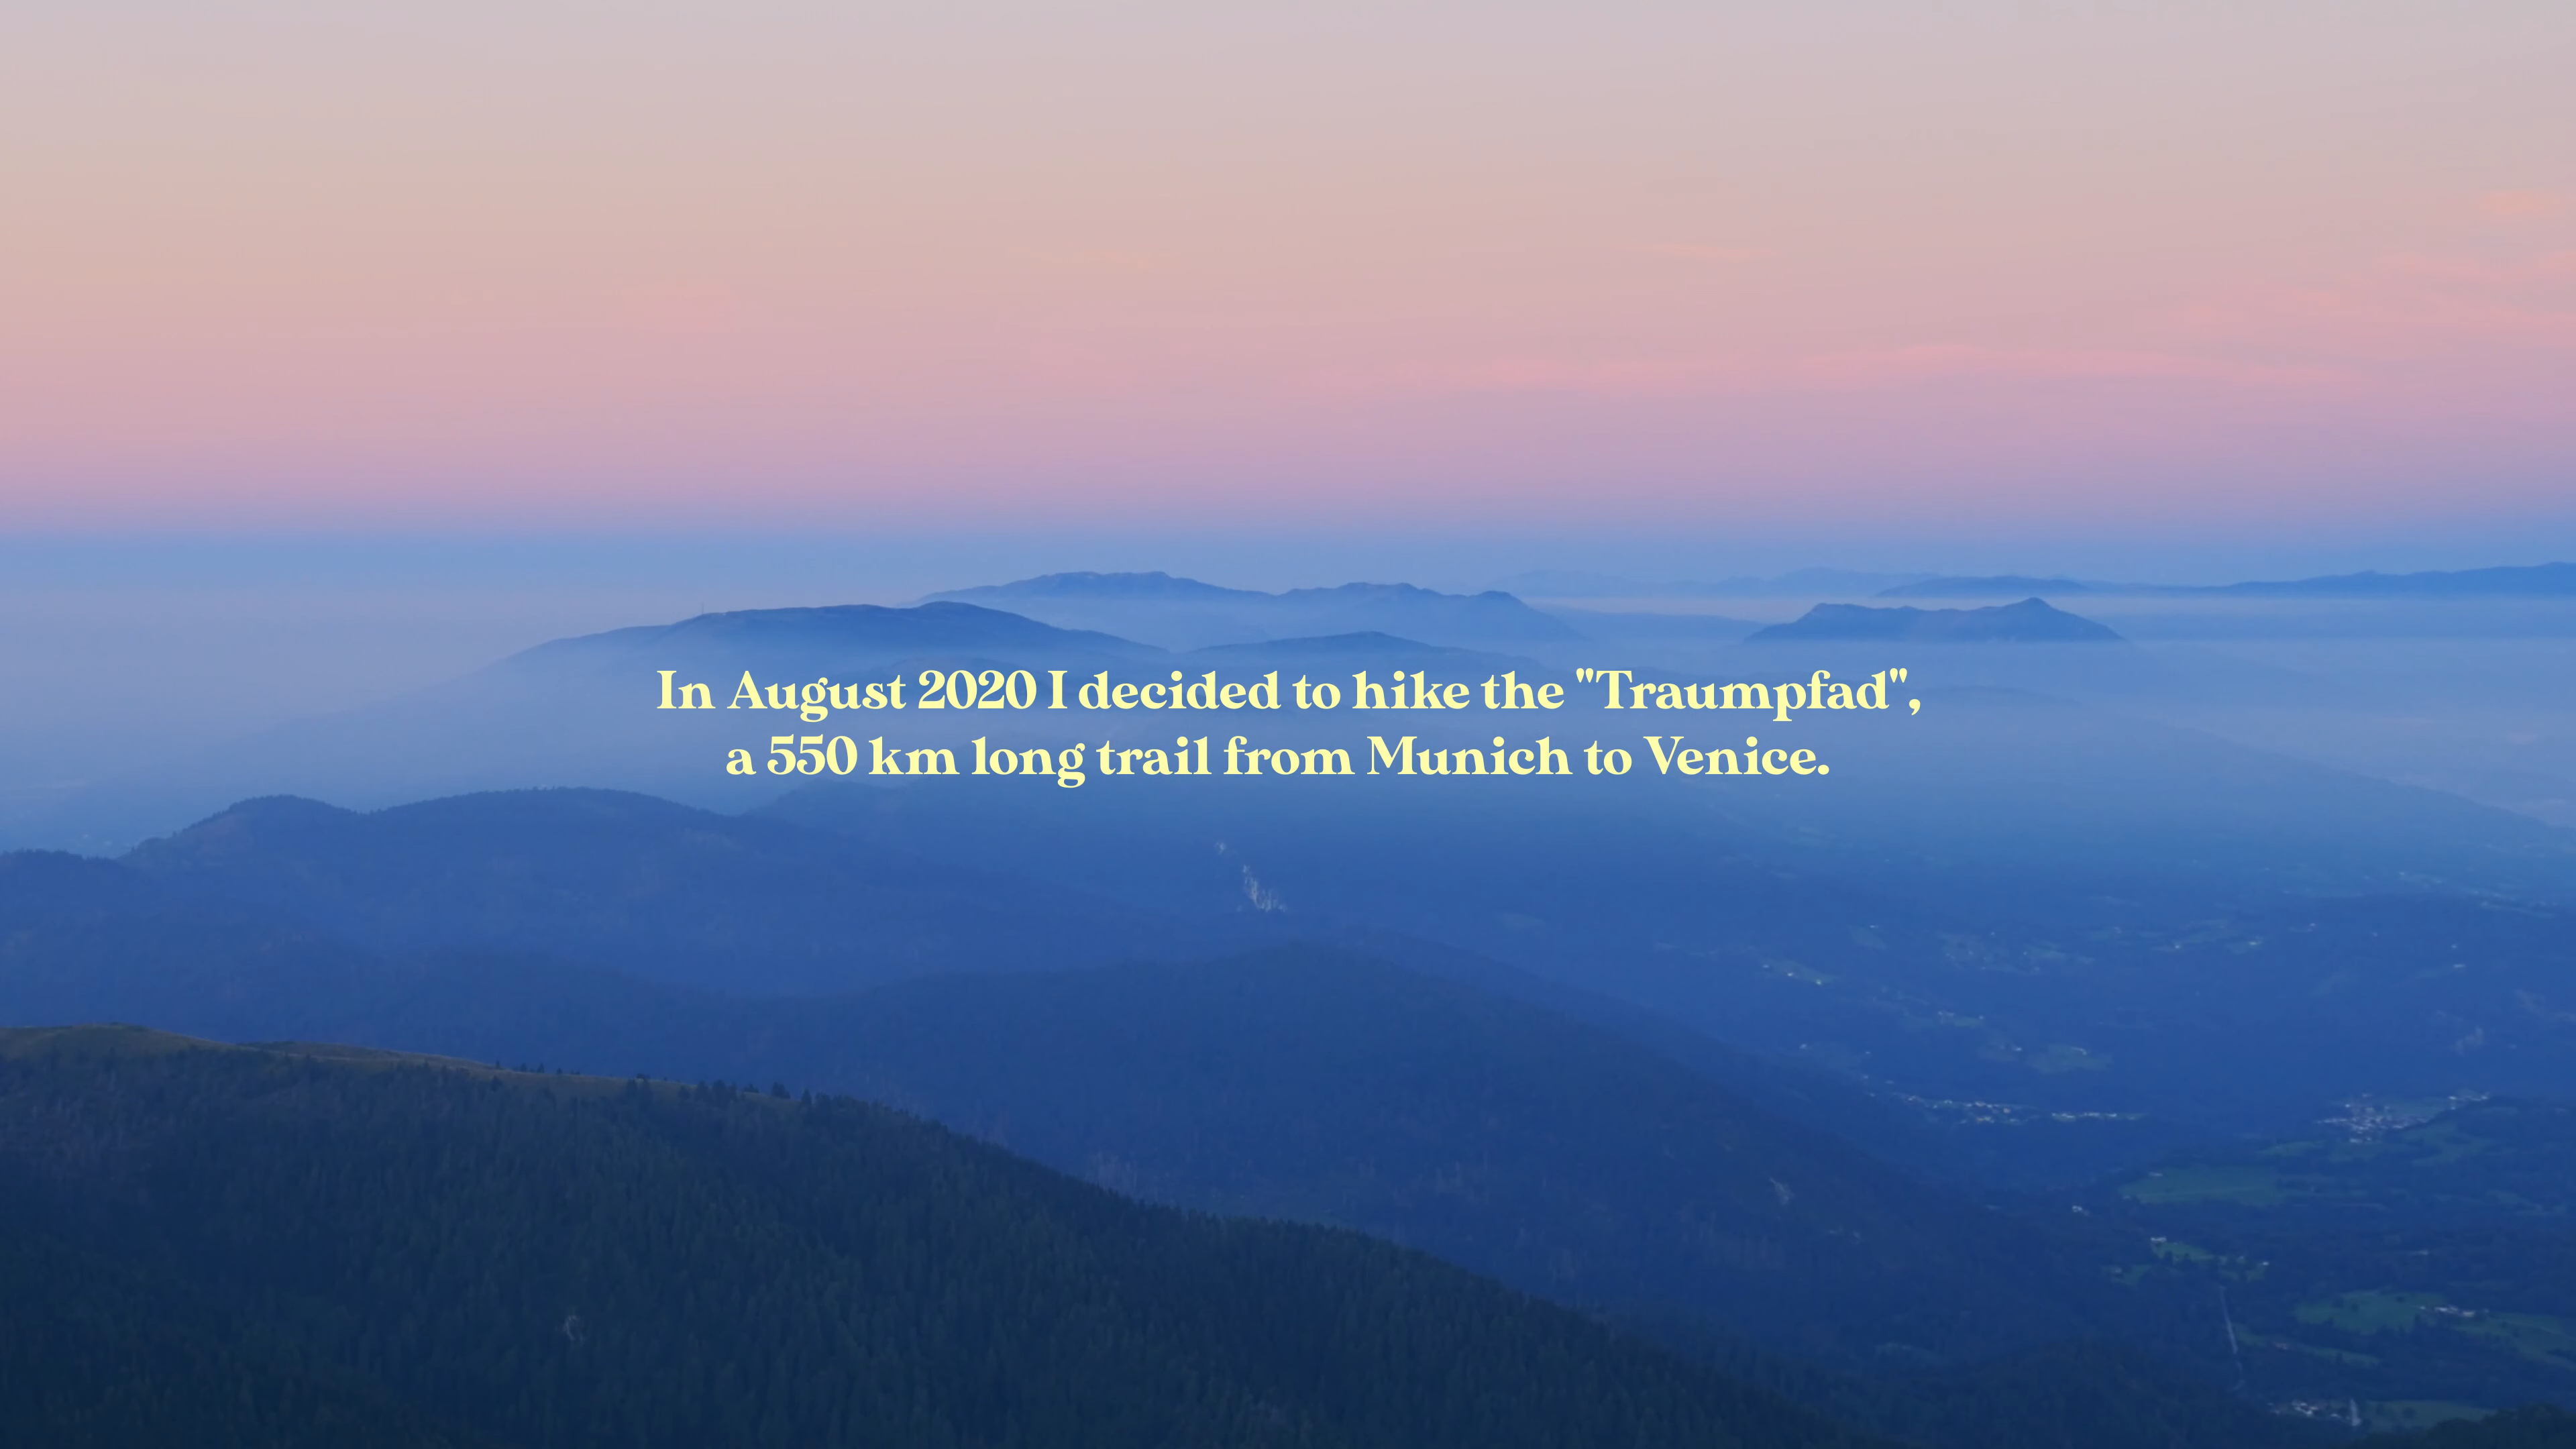 In August 2020 I decided to hike the "Traumpfad",
a 550 km long trail from Munich to Venice.